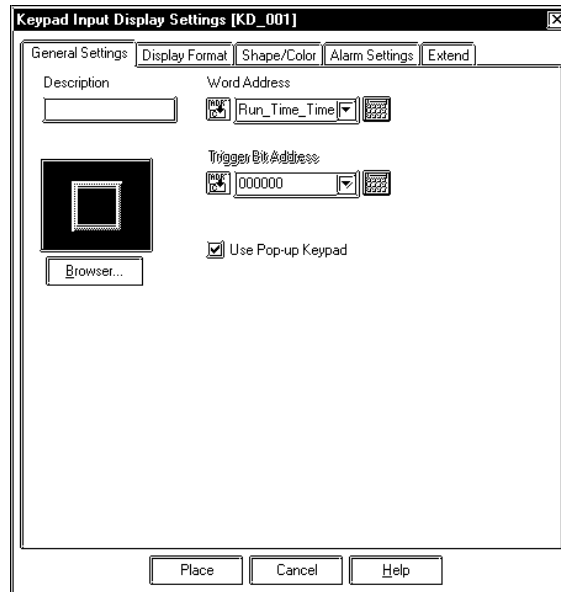 Keypad Input Display Settings [KD_001]
General Settings Display Format Shape/Color Alarm Settings Extend
Description Word Address
Run_Time_Time
Trigger Bit Address
000000
Use Pop-up Keypad
Browser...
Place Cancel Help